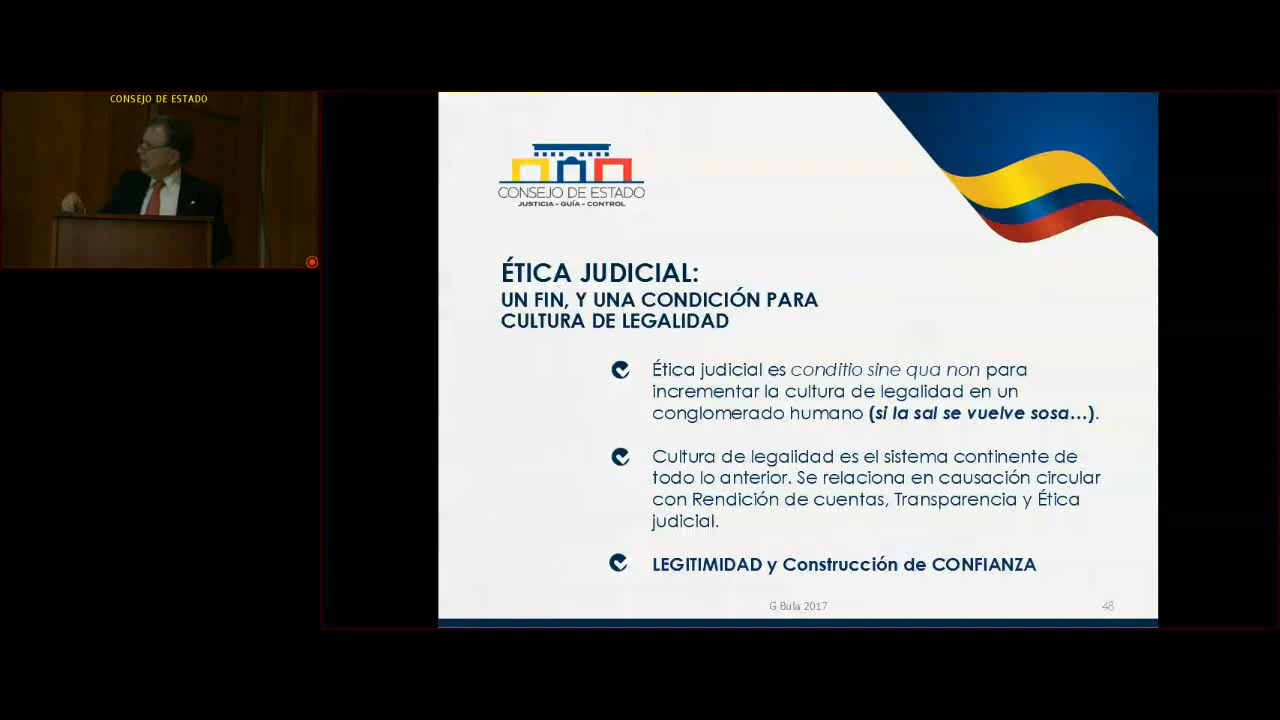 CONSEJO DE ESTADO
CONSEJO DE ESTADO
JUSTICIA - GUÍA - CONTROL
ÉTICA JUDICIAL:
UN FIN, Y UNA CONDICIÓN PARA
CULTURA DE LEGALIDAD
Ética judicial es conditio sine qua non para
incrementar la cultura de legalidad en un
conglomerado humano (si la sal se vuelve sosa...).
Cultura de legalidad es el sistema continente de
todo lo anterior. Se relaciona en causación circular
con Rendición de cuentas, Transparencia y Ética
judicial.
LEGITIMIDAD y Construcción de CONFIANZA
G Bula 2017
48